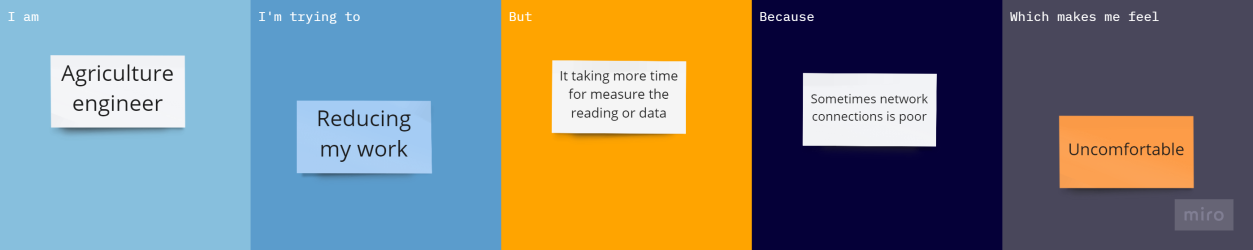 I am
Agriculture
engineer
I'm trying to
Reducing
my work
But
It taking more time
for measure the
reading or data
Because
Sometimes network
connections is poor
Which makes me feel
Uncomfortable
miro